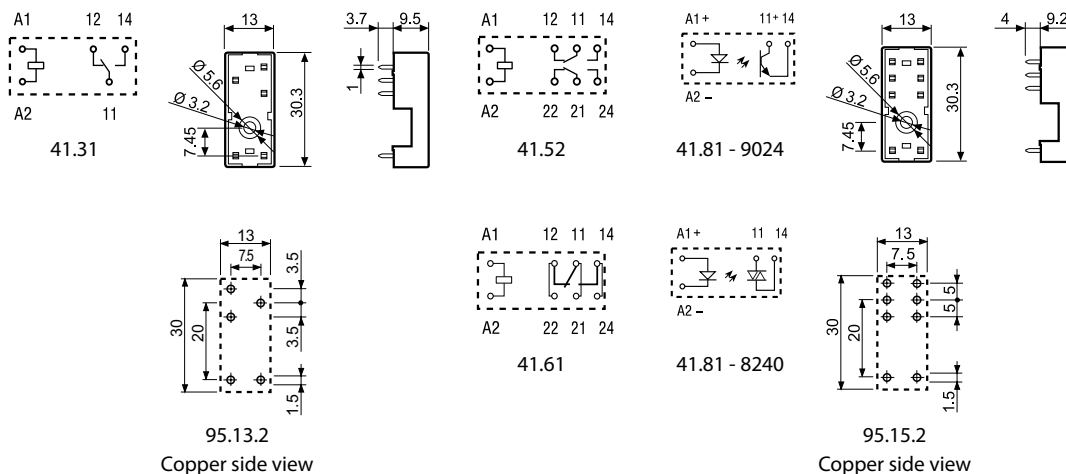 A1 12 14
A2 11
41.31
13
Ø 5.6
Ø 3.2
7.45
30.3
3.7 9.5
1
A1 12 11 14
A2 22 21 24
41.52
A1 + 11+ 14
A2 –
41.81 - 9024
13
Ø 5.6
Ø 3.2
7.45
30.3
4 9.2
13
7.5
3.5
30
20
3.5
1.5
95.13.2
Copper side view
A1 12 11 14
A2 22 21 24
41.61
A1 + 11 14
A2 –
41.81 - 8240
13
7.5
5
30
20
5
1.5
95.15.2
Copper side view